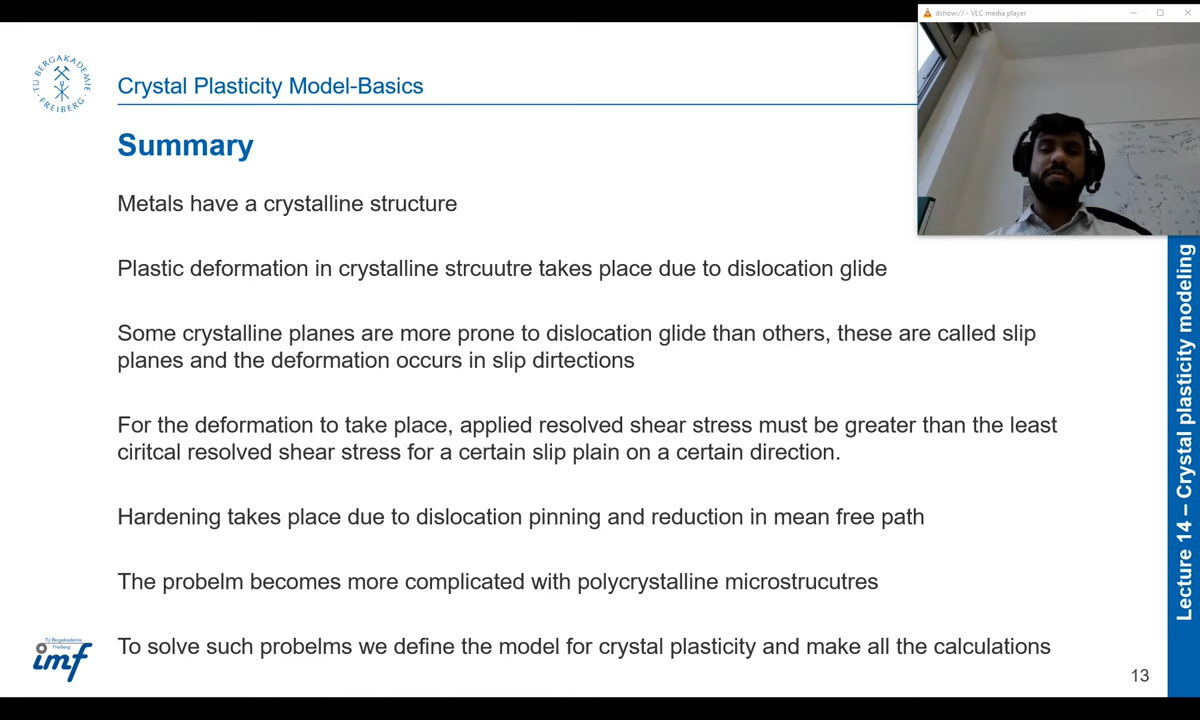 dshow:// - VLC media player
TU BERGAKADEMIE
FREIBERG
Crystal Plasticity Model-Basics
Summary
Metals have a crystalline structure
Plastic deformation in crystalline strcuutre takes place due to dislocation glide
Some crystalline planes are more prone to dislocation glide than others, these are called slip
planes and the deformation occurs in slip dirtections
For the deformation to take place, applied resolved shear stress must be greater than the least
ciritcal resolved shear stress for a certain slip plain on a certain direction.
Hardening takes place due to dislocation pinning and reduction in mean free path
The probelm becomes more complicated with polycrystalline microstrucutres
To solve such probelms we define the model for crystal plasticity and make all the calculations
TU Bergakademie
Freiberg
imf
13
Lecture 14 – Crystal plasticity modeling